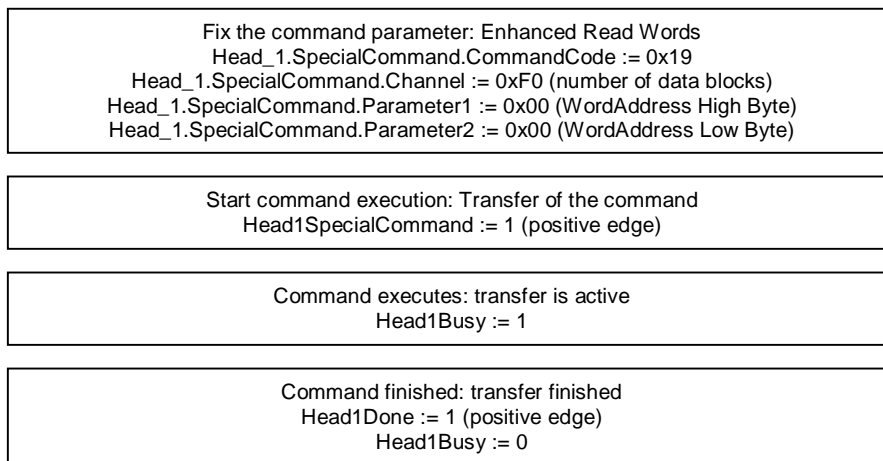 Fix the command parameter: Enhanced Read Words
Head_1.SpecialCommand.CommandCode := 0x19
Head_1.SpecialCommand.Channel := 0xF0 (number of data blocks)
Head_1.SpecialCommand.Parameter1 := 0x00 (WordAddress High Byte)
Head_1.SpecialCommand.Parameter2 := 0x00 (WordAddress Low Byte)
Start command execution: Transfer of the command
Head1SpecialCommand := 1 (positive edge)
Command executes: transfer is active
Head1Busy := 1
Command finished: transfer finished
Head1Done := 1 (positive edge)
Head1Busy := 0